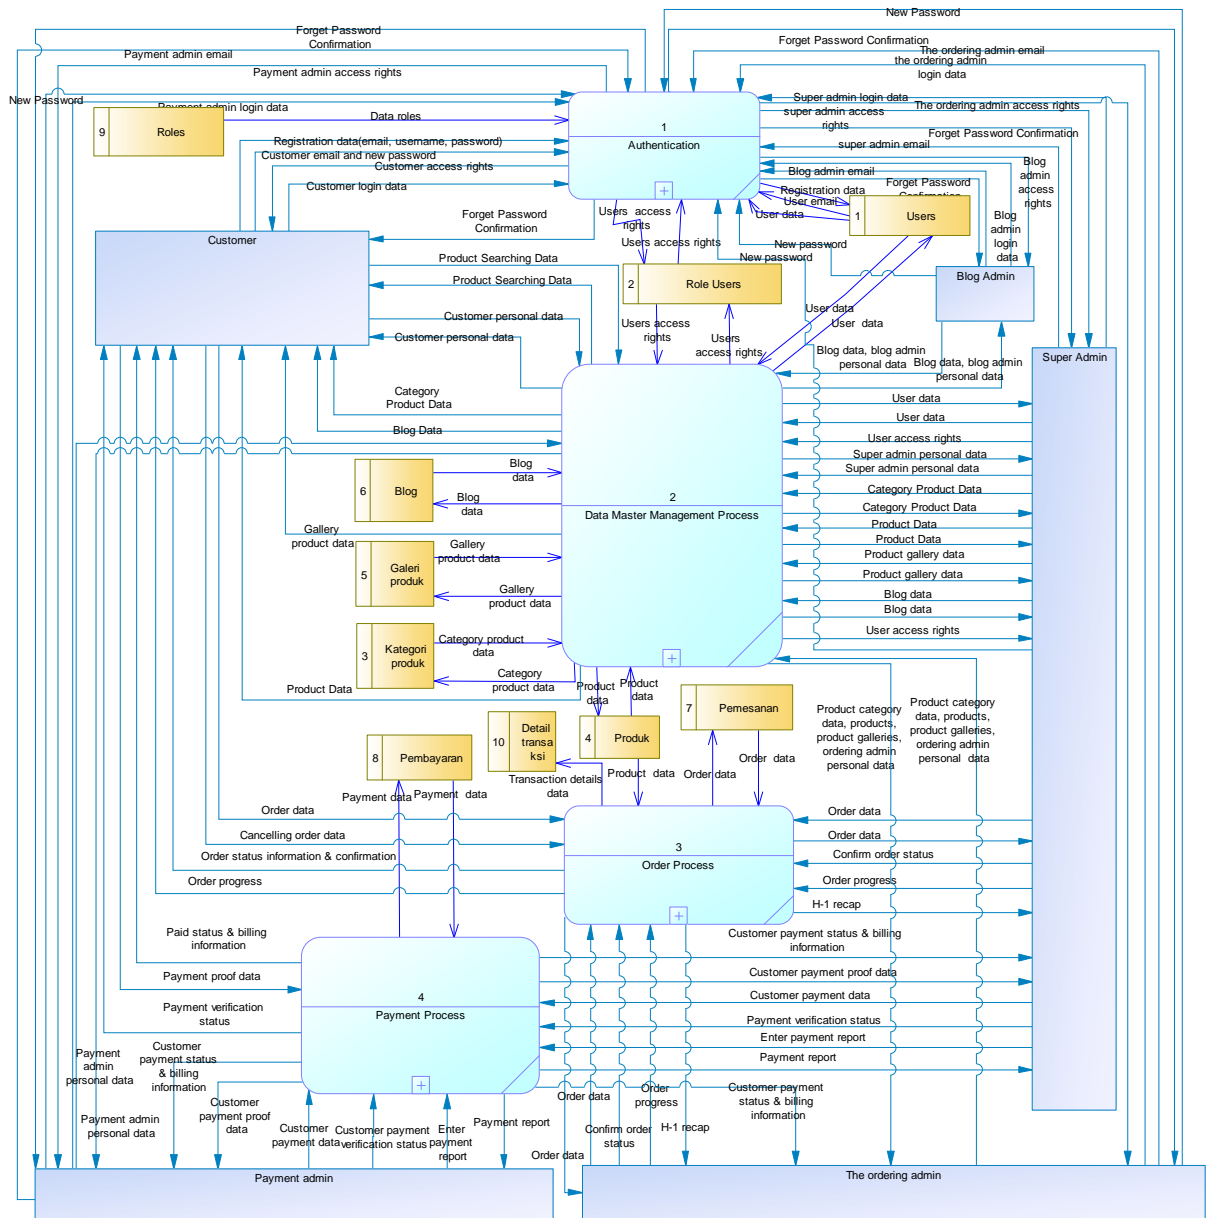 New Password
Forget Password
Confirmation
Forget Password Confirmation
Payment admin email
The ordering admin email
the ordering admin
login data
Payment admin access rights
New Password
Payment admin login data
Super admin login data
The ordering admin access rights
super admin access
rights
9
Roles
Data roles
1
Authentication
Forget Password Confirmation
super admin email
Registration data(email, username, password)
Customer email and new password
Customer access rights
Customer login data
Blog admin email
Blog
admin
access
rights
Registration data
User email
User data
Forget Password
Confirmation
1
Users
Users access
rights
Users access rights
Forget Password
Confirmation
Blog
admin
login
data
Customer
New password
New password
Product Searching Data
Product Searching Data
2
Role Users
Blog Admin
User data
User data
Customer personal data
Customer personal data
Users access
rights
Users
access rights
Blog data, blog admin
personal data
Blog data, blog admin
personal data
Super Admin
Category
Product Data
Blog Data
User data
User data
User access rights
Super admin personal data
Super admin personal data
Category Product Data
Category Product Data
Product Data
Product Data
Product gallery data
Product gallery data
Blog data
Blog data
User access rights
6
Blog
Blog
data
Blog
data
2
Data Master Management Process
Gallery
product data
5
Galeri
produk
Gallery
product data
Gallery
product data
3
Kategori
produk
Category product
data
Category
product data
Product Data
Product
data
Product
data
7
Pemesanan
Product category
data, products,
product galleries,
ordering admin
personal data
Product category
data, products,
product galleries,
ordering admin
personal data
10
Detail
transa
ksi
4
Produk
8
Pembayaran
Transaction details
data
Product data
Order data
Order data
Payment data
Payment data
Order data
Cancelling order data
Order status information & confirmation
Order progress
3
Order Process
Order data
Order data
Confirm order status
Order progress
H-1 recap
Paid status & billing
information
Payment proof data
Payment verification
status
4
Payment Process
Customer payment status & billing
information
Customer payment proof data
Customer payment data
Payment verification status
Enter payment report
Payment report
Payment
admin
personal data
Customer
payment status
& billing
information
Payment admin
personal data
Customer
payment proof
data
Customer
payment data
Customer payment
verification status
Enter
payment
report
Payment report
Order data
Order data
Confirm order
status
Order
progress
H-1 recap
Customer payment
status & billing
information
Payment admin
The ordering admin